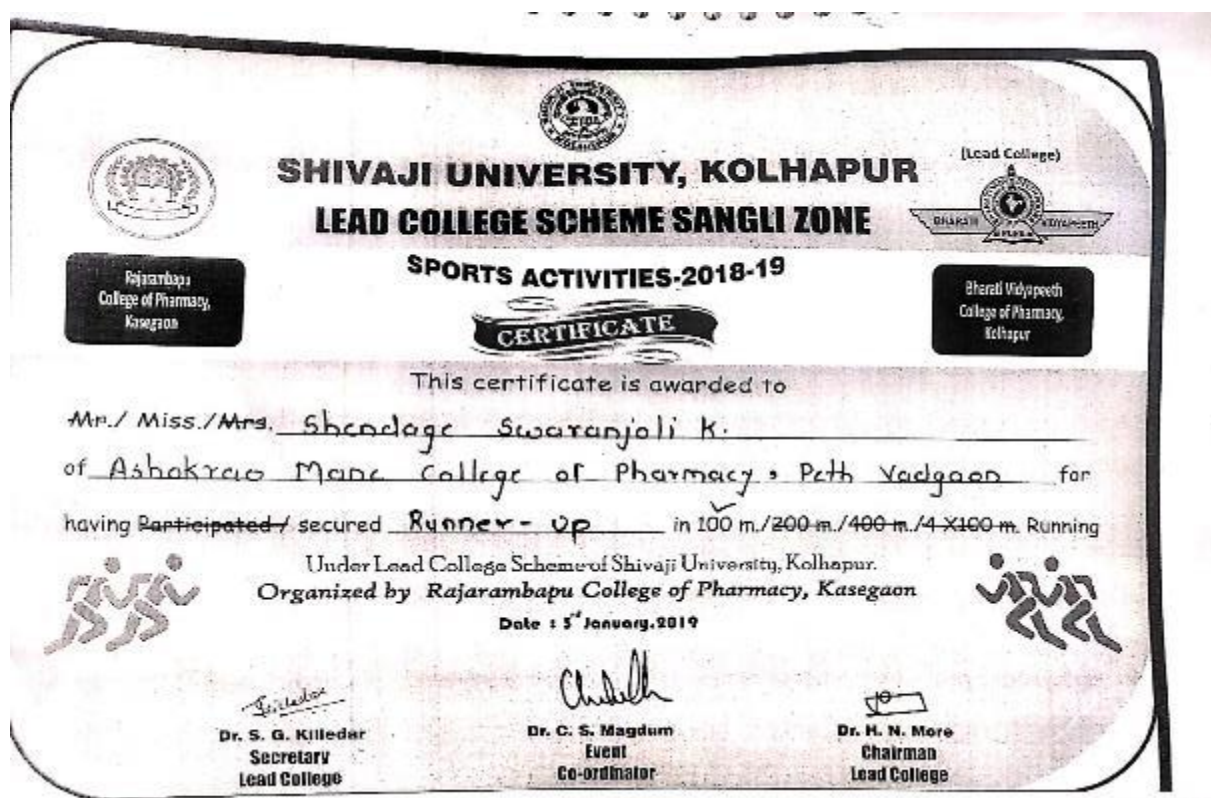 SHIVAJI UNIVERSITY, KOLHAPUR
(Lead College)
LEAD COLLEGE SCHEME SANGLI ZONE
BHARATI VIDYAPEETH
SPORTS ACTIVITIES-2018-19
Rajarambapu
College of Pharmacy,
Kasegaon
CERTIFICATE
Bharati Vidyapeeth
College of Pharmacy,
Kolhapur
This certificate is awarded to
Mr./ Miss./Mrs. Shendage Swaranjali K.
of Ashokrao Mane College of Pharmacy, Peth Vadgaon for
having Participated / secured Runner-up in 100 m./200 m./400 m./4 X100 m. Running
Under Lead College Scheme of Shivaji University, Kolhapur.
Organized by Rajarambapu College of Pharmacy, Kasegaon
Date : January.2019
Dr. S. G. Killedar
Secretary
Lead College
Dr. C. S. Magdum
Event
Co-ordinator
Dr. H. N. More
Chairman
Lead College